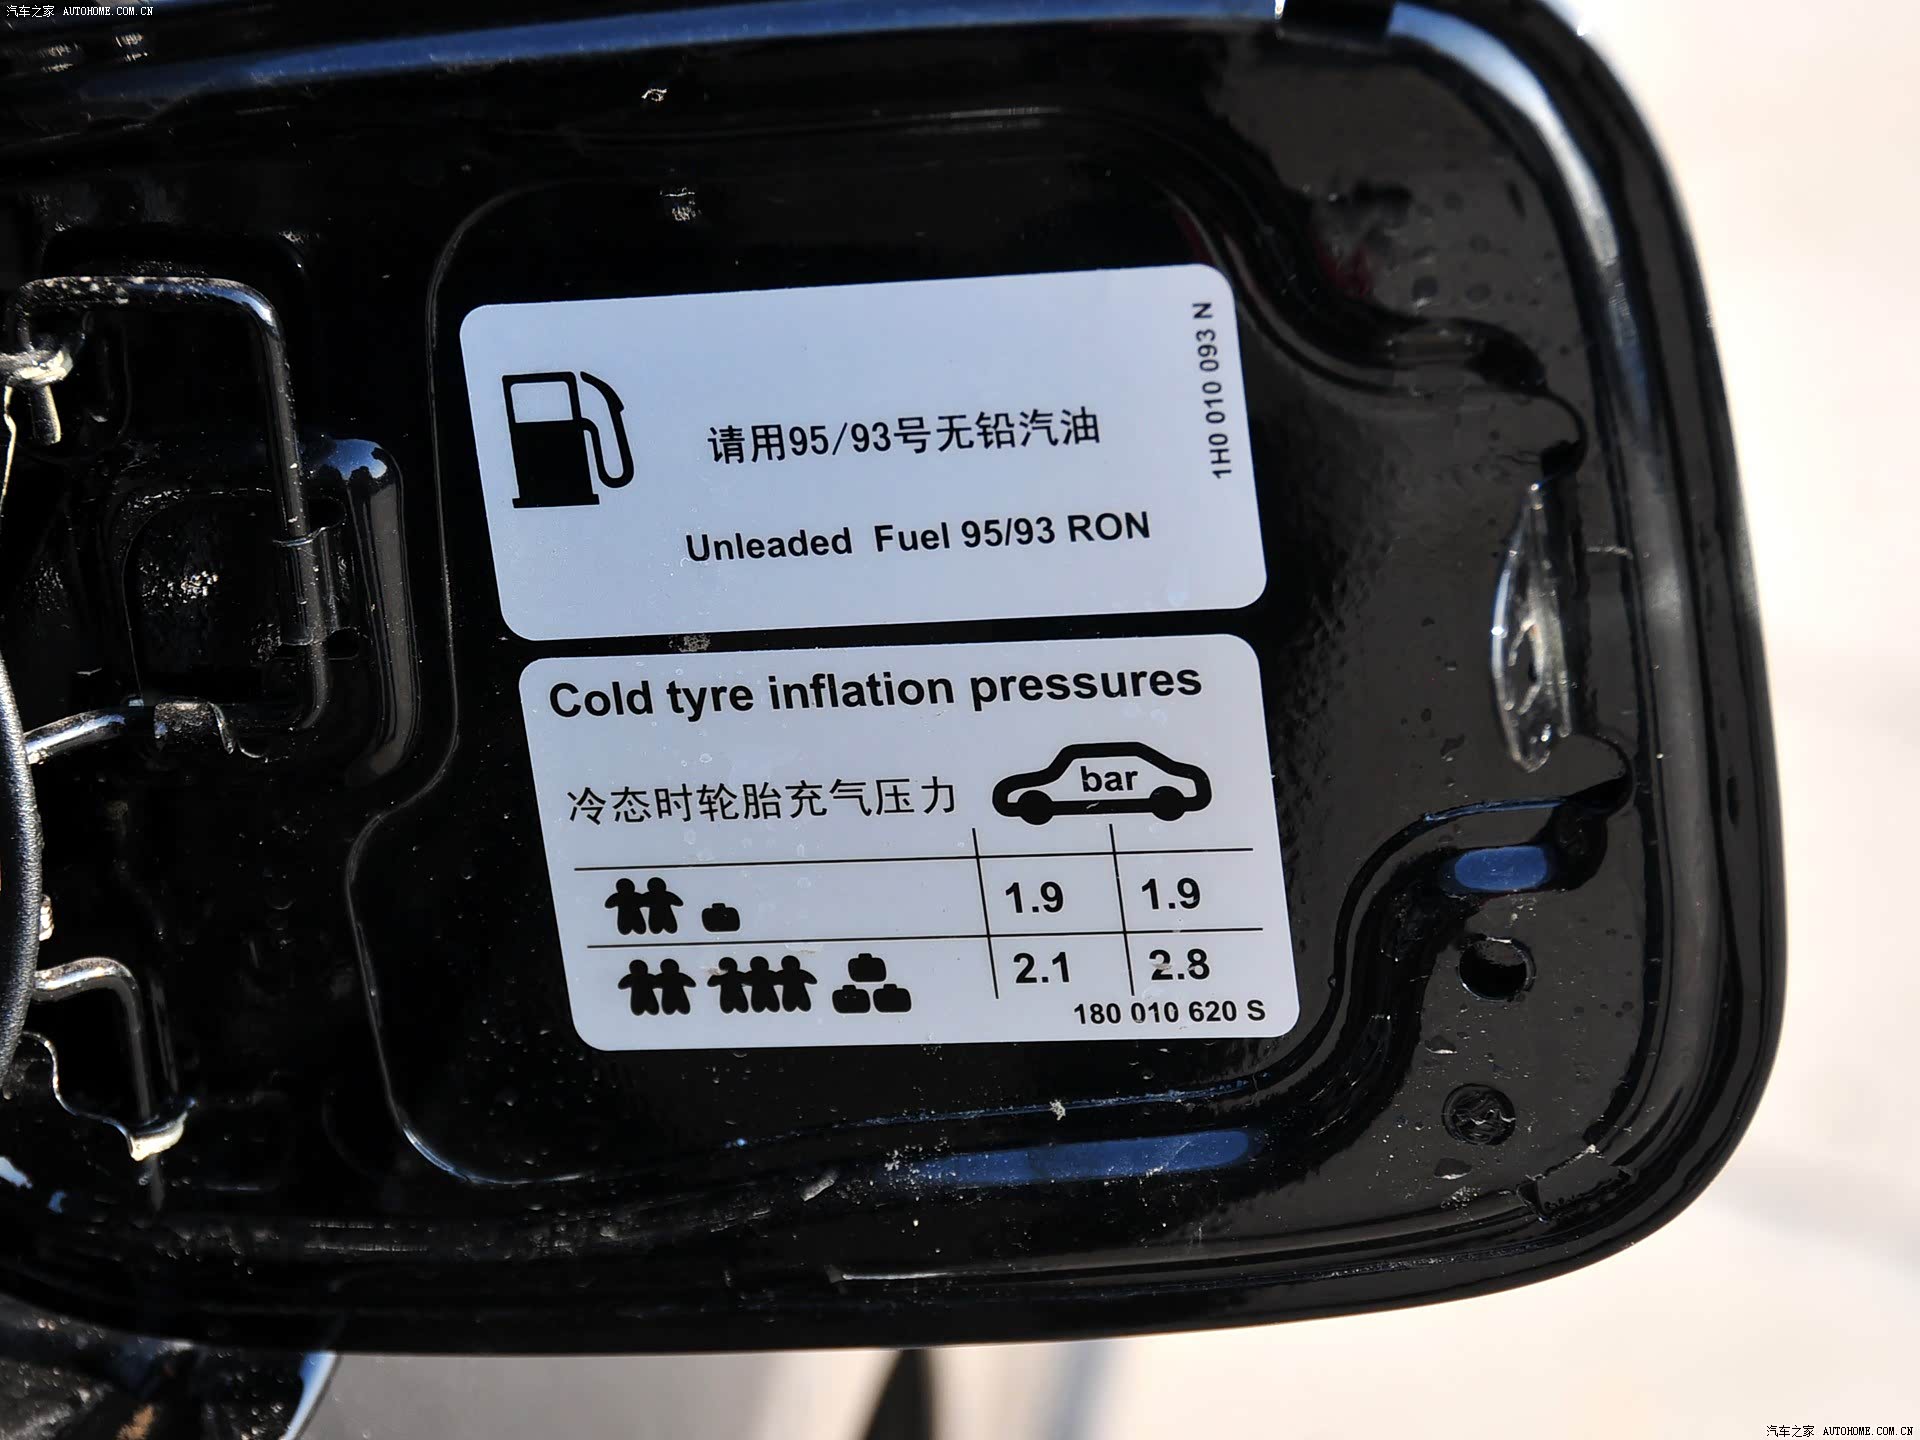 汽车之家 AUTOHOME.COM.CN
请用95/93号无铅汽油
Unleaded Fuel 95/93 RON
1H0 010 093 N
Cold tyre inflation pressures
冷态时轮胎充气压力
bar
1.9 1.9
2.1 2.8
180 010 620 S
汽车之家 AUTOHOME.COM.CN